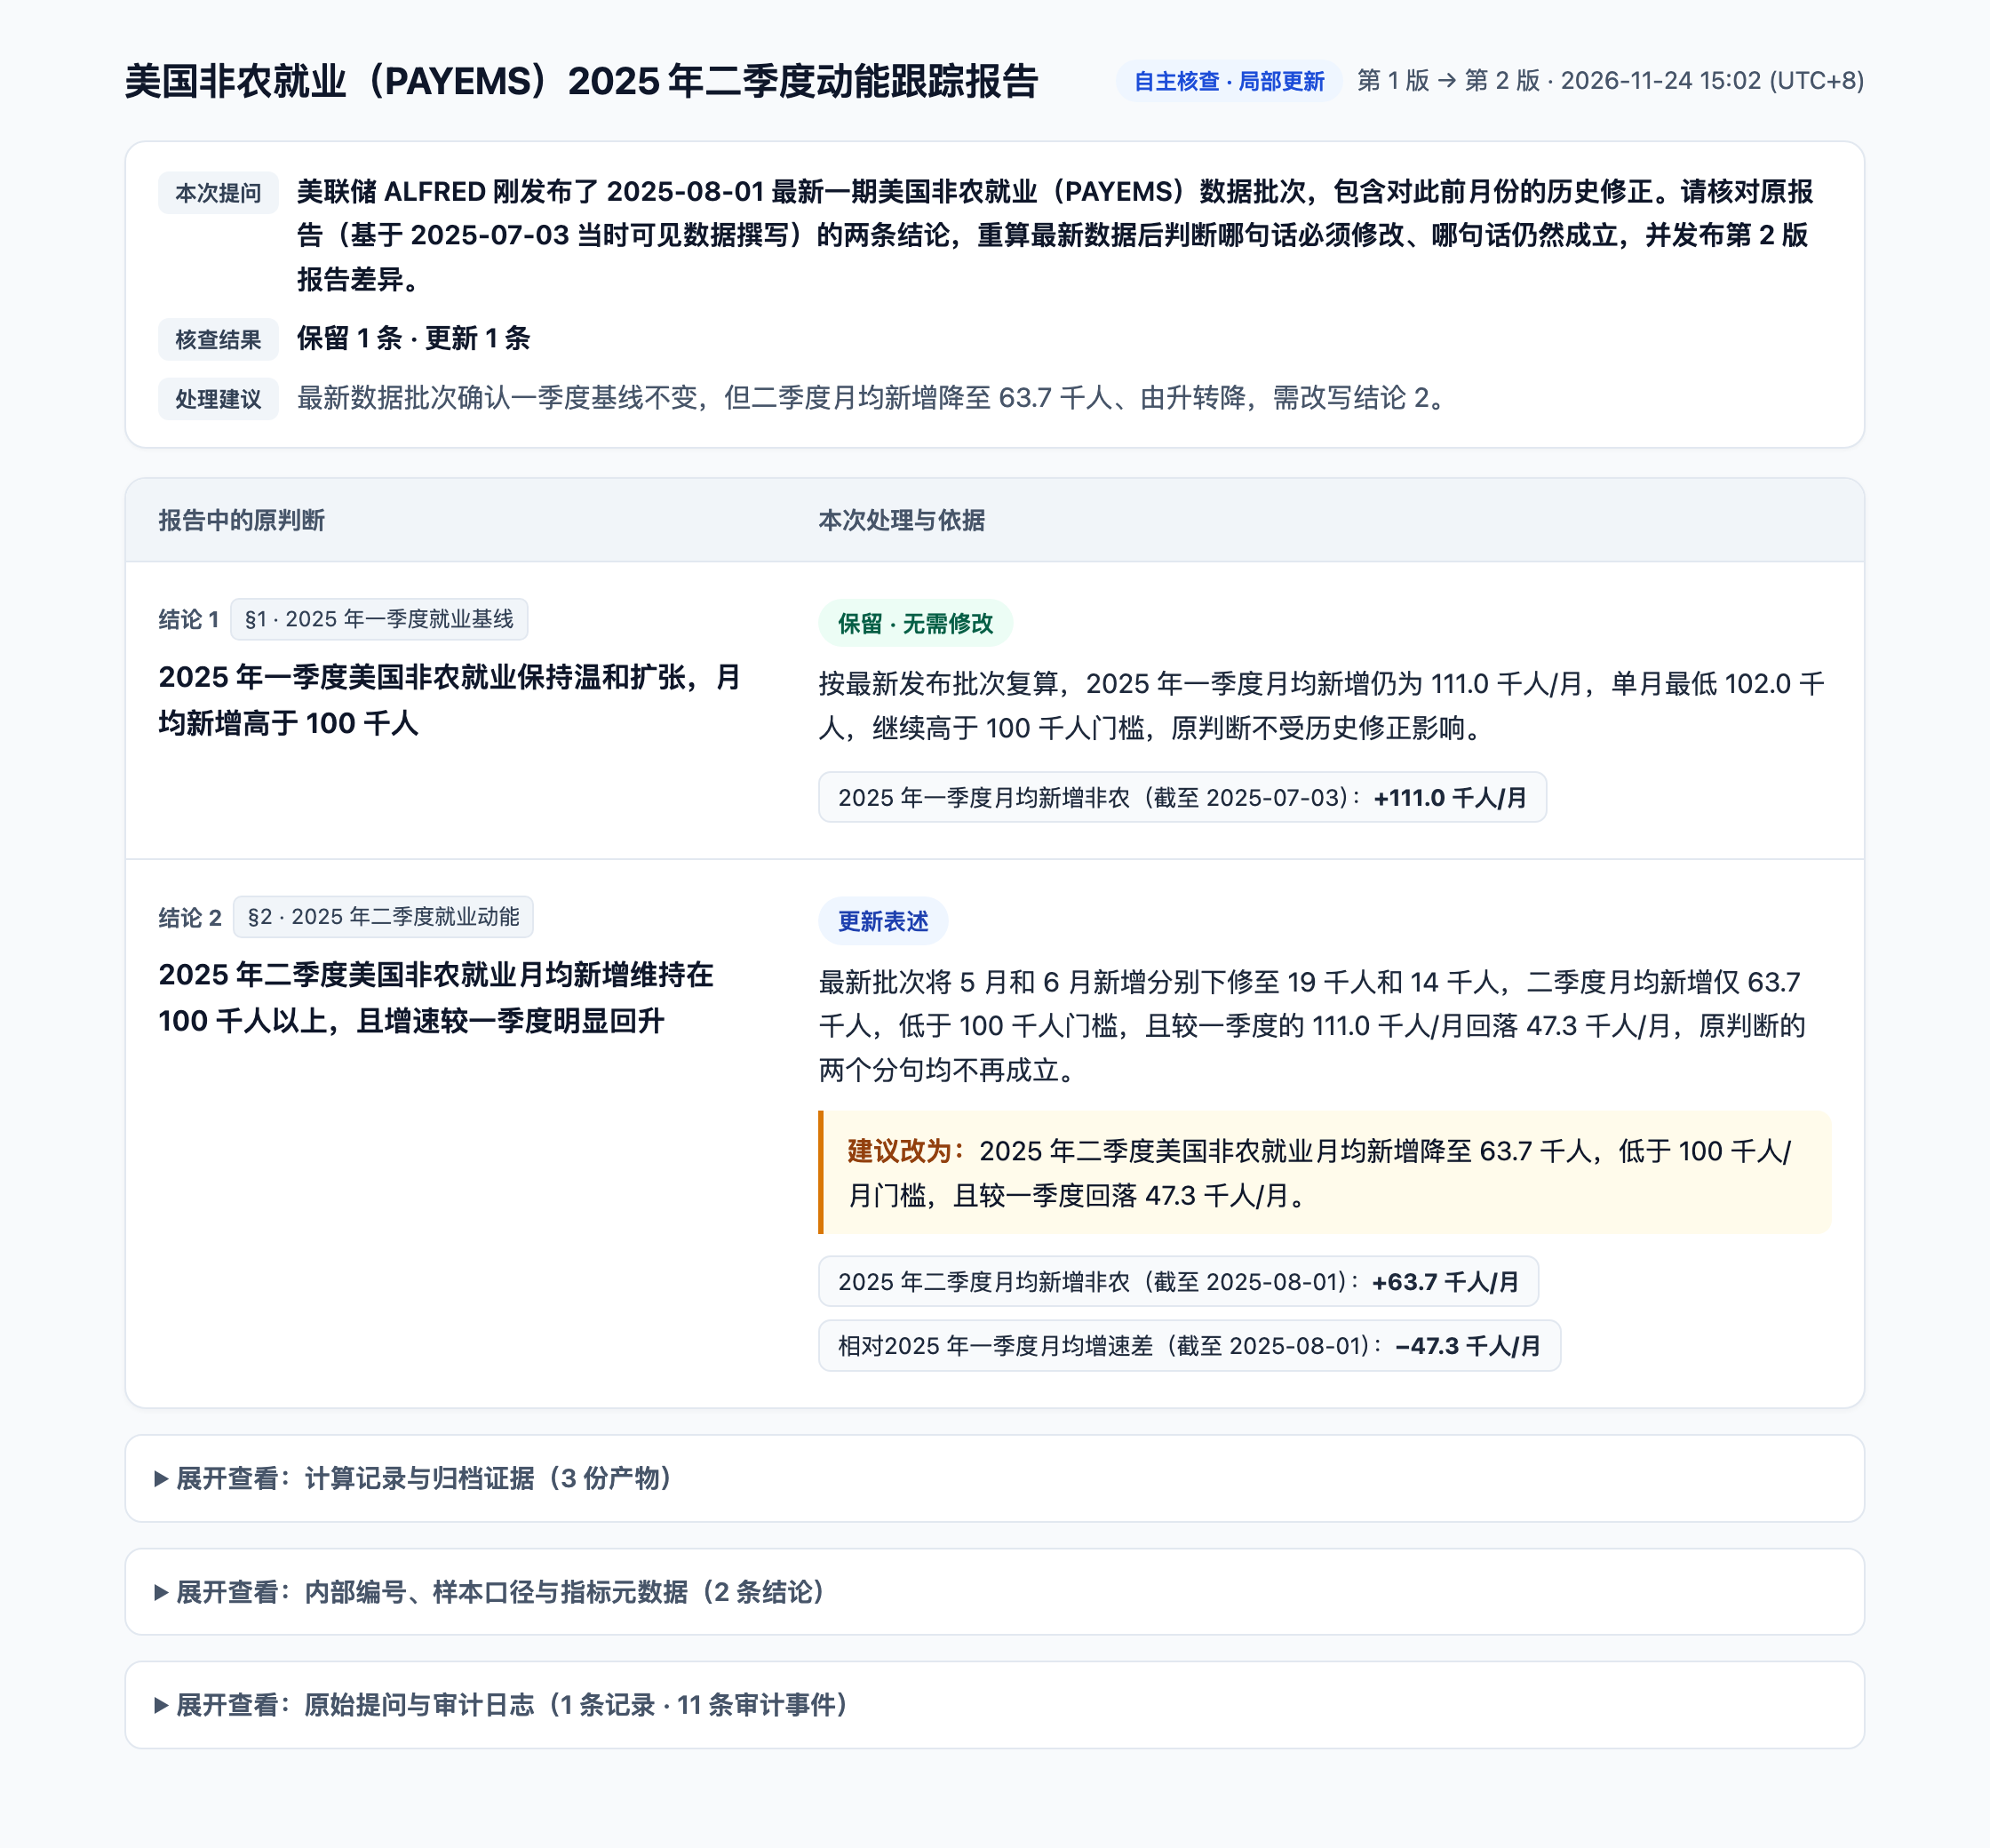 美国非农就业（PAYEMS）2025 年二季度动能跟踪报告
自主核查 · 局部更新 第 1 版 → 第 2 版 · 2026-11-24 15:02 (UTC+8)
本次提问 美联储 ALFRED 刚发布了 2025-08-01 最新一期美国非农就业（PAYEMS）数据批次，包含对此前月份的历史修正。请核对原报
告（基于 2025-07-03 当时可见数据撰写）的两条结论，重算最新数据后判断哪句话必须修改、哪句话仍然成立，并发布第 2 版
报告差异。
核查结果 保留 1 条 · 更新 1 条
处理建议 最新数据批次确认一季度基线不变，但二季度月均新增降至 63.7 千人、由升转降，需改写结论 2。
报告中的原判断
本次处理与依据
结论 1 §1 · 2025 年一季度就业基线
2025 年一季度美国非农就业保持温和扩张，月
均新增高于 100 千人
保留 · 无需修改
按最新发布批次复算，2025 年一季度月均新增仍为 111.0 千人/月，单月最低 102.0 千
人，继续高于 100 千人门槛，原判断不受历史修正影响。
2025 年一季度月均新增非农（截至 2025-07-03）：+111.0 千人/月
结论 2 §2 · 2025 年二季度就业动能
2025 年二季度美国非农就业月均新增维持在
100 千人以上，且增速较一季度明显回升
更新表述
最新批次将 5 月和 6 月新增分别下修至 19 千人和 14 千人，二季度月均新增仅 63.7
千人，低于 100 千人门槛，且较一季度的 111.0 千人/月回落 47.3 千人/月，原判断的
两个分句均不再成立。
建议改为：2025 年二季度美国非农就业月均新增降至 63.7 千人，低于 100 千人/
月门槛，且较一季度回落 47.3 千人/月。
2025 年二季度月均新增非农（截至 2025-08-01）：+63.7 千人/月
相对2025 年一季度月均增速差（截至 2025-08-01）：−47.3 千人/月
▶ 展开查看：计算记录与归档证据（3 份产物）
▶ 展开查看：内部编号、样本口径与指标元数据（2 条结论）
▶ 展开查看：原始提问与审计日志（1 条记录 · 11 条审计事件）